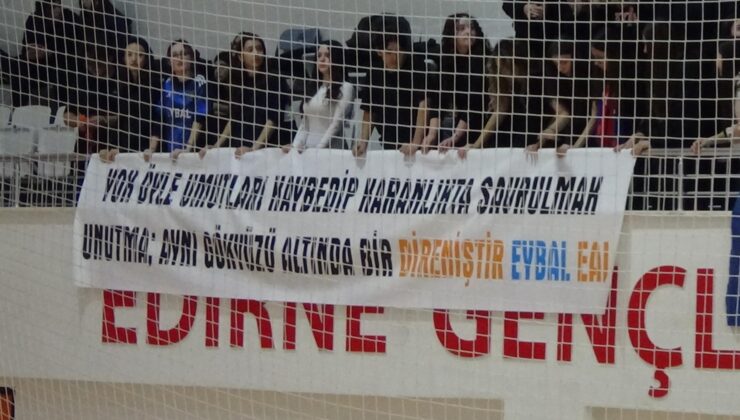 YOK ÖYLE UMUTLARI KAYBEDİP KARANLIKTA SAVRULMAK
UNUTMA; AYNI GÖKYÜZÜ ALTINDA BİR DİRENİŞTİR EYBAL EAL
EDİRNE GENÇL